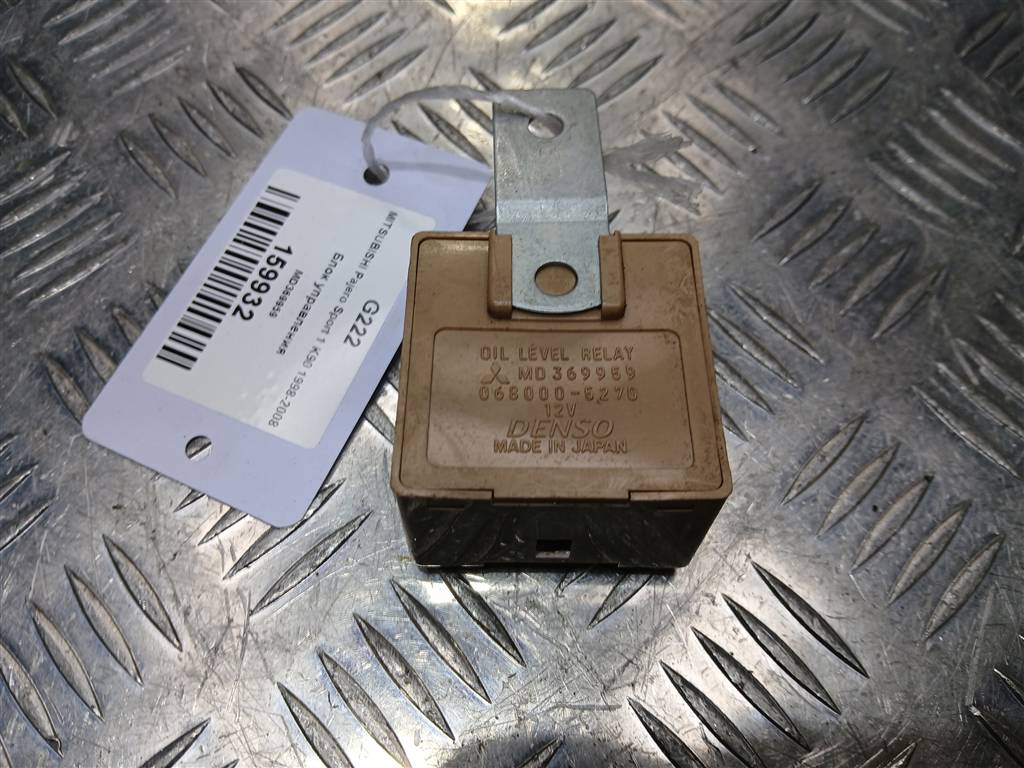 G222
MITSUBISHI Pajero Sport 1 K90 1998-2008
Блок управления
MD369959
159932
OIL LEVEL RELAY
MD369959
068000-5270
12V
DENSO
MADE IN JAPAN